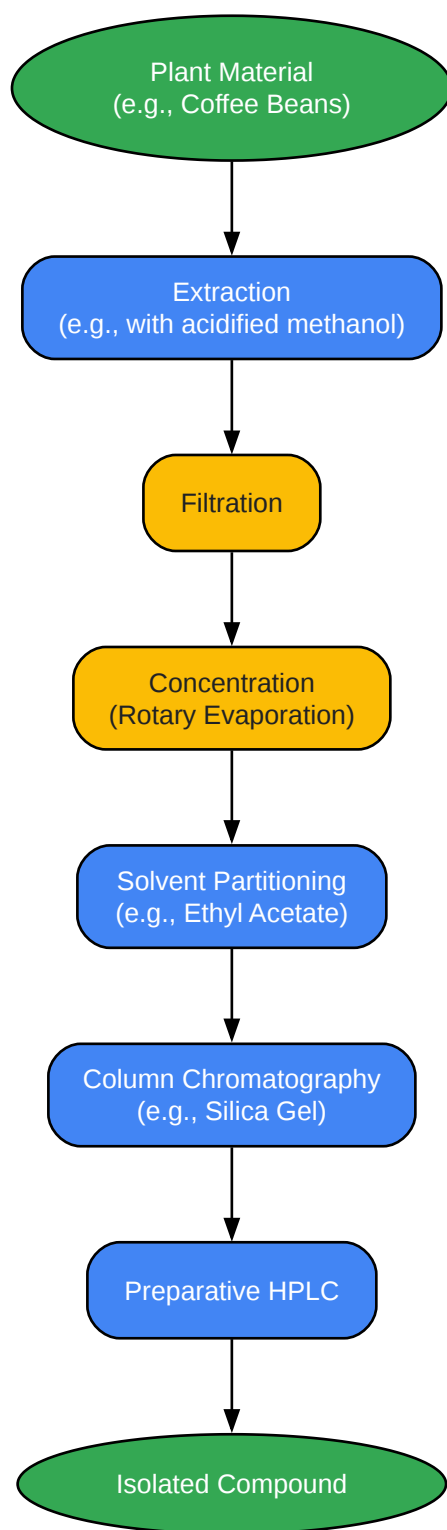 Plant Material
(e.g., Coffee Beans)
Extraction
(e.g., with acidified methanol)
Filtration
Concentration
(Rotary Evaporation)
Solvent Partitioning
(e.g., Ethyl Acetate)
Column Chromatography
(e.g., Silica Gel)
Preparative HPLC
Isolated Compound